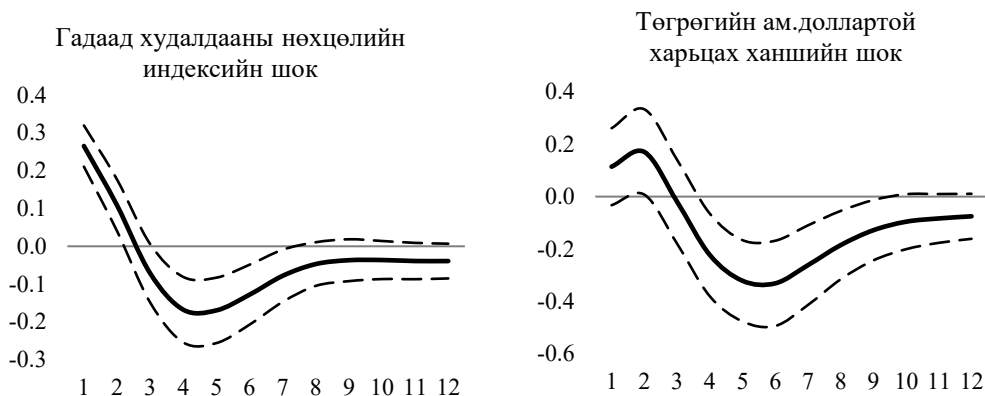 Гадаад худалдааны нөхцөлийн
индексийн шок
0.4
0.3
0.2
0.1
0.0
-0.1
-0.2
-0.3
1 2 3 4 5 6 7 8 9 10 11 12
Төгрөгийн ам.доллартой
харьцах ханшийн шок
0.4
0.2
0.0
-0.2
-0.4
-0.6
1 2 3 4 5 6 7 8 9 10 11 12